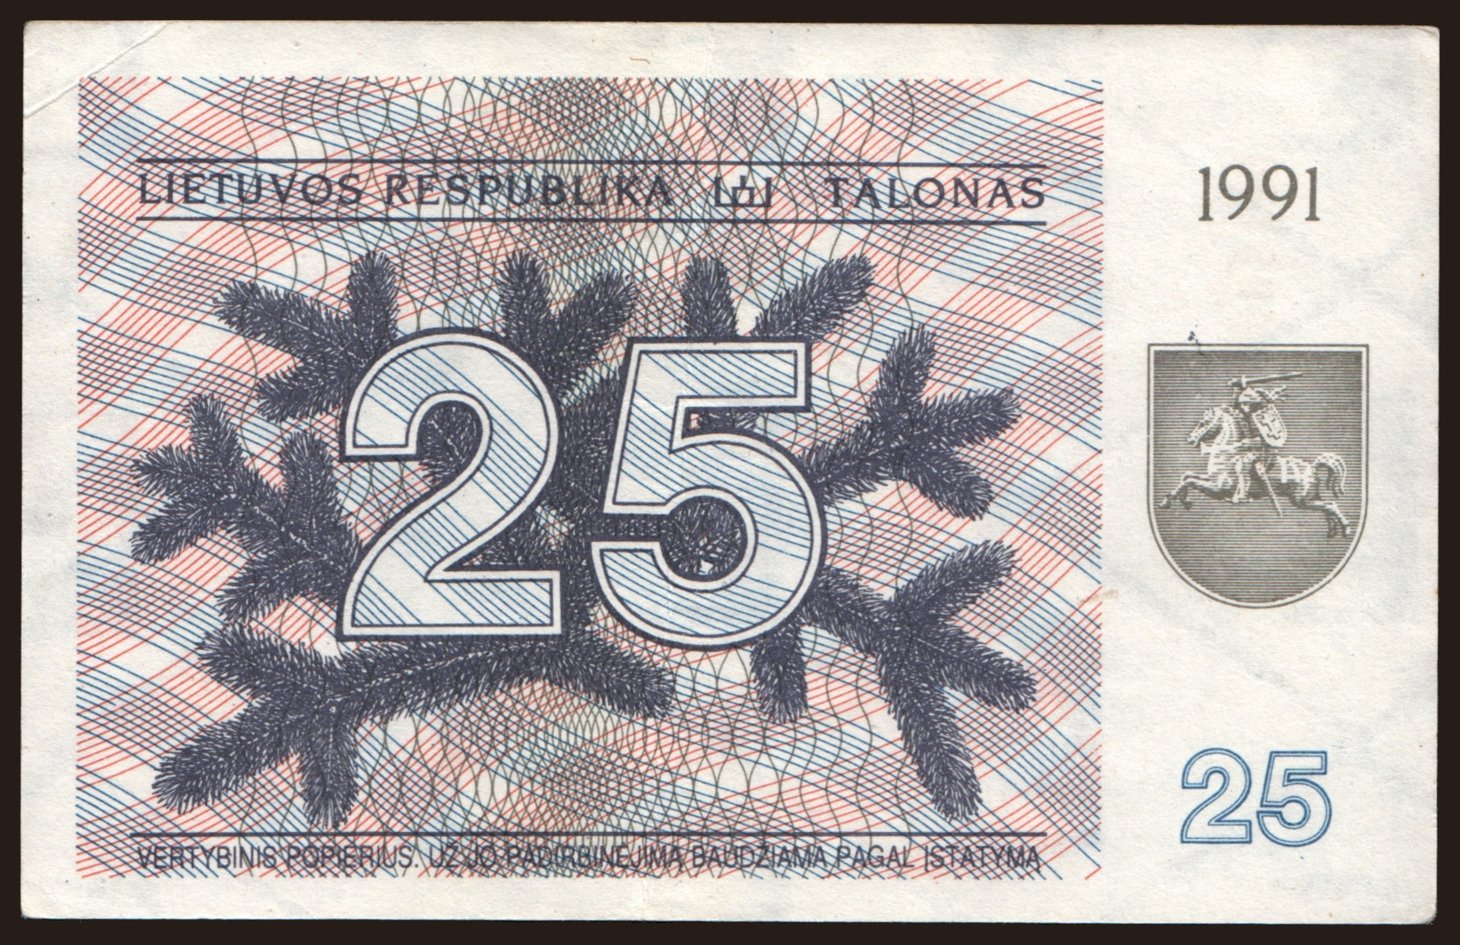 LIETUVOS RESPUBLIKA TALONAS
1991
25
25
VERTYBINIS POPIERIUS. UŽ JO PADIRBINĖJIMĄ BAUDŽIAMA PAGAL ĮSTATYMĄ